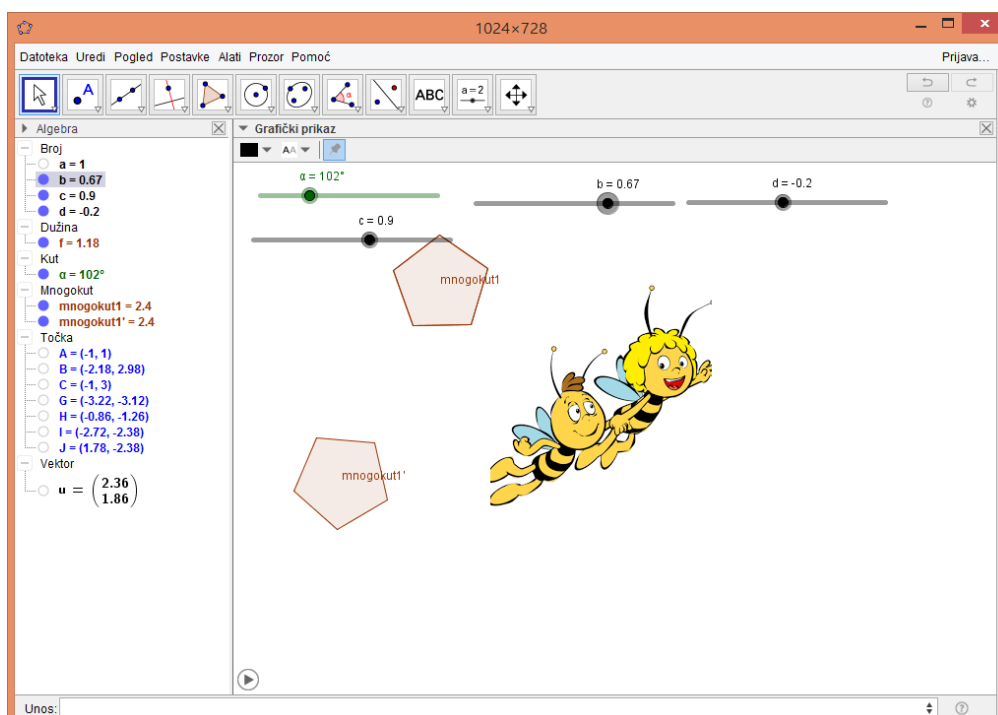 1024×728
Datoteka Uredi Pogled Postavke Alati Prozor Pomoć
Prijava...
A
α
ABC
a=2
Algebra
Grafički prikaz
AA
Broj
a = 1
b = 0.67
c = 0.9
d = -0.2
Dužina
f = 1.18
Kut
α = 102°
Mnogokut
mnogokut1 = 2.4
mnogokut1' = 2.4
Točka
A = (-1, 1)
B = (-2.18, 2.98)
C = (-1, 3)
G = (-3.22, -3.12)
H = (-0.86, -1.26)
I = (-2.72, -2.38)
J = (1.78, -2.38)
Vektor
u = (2.36
1.86)
α = 102°
b = 0.67
d = -0.2
c = 0.9
mnogokut1
mnogokut1'
Unos: